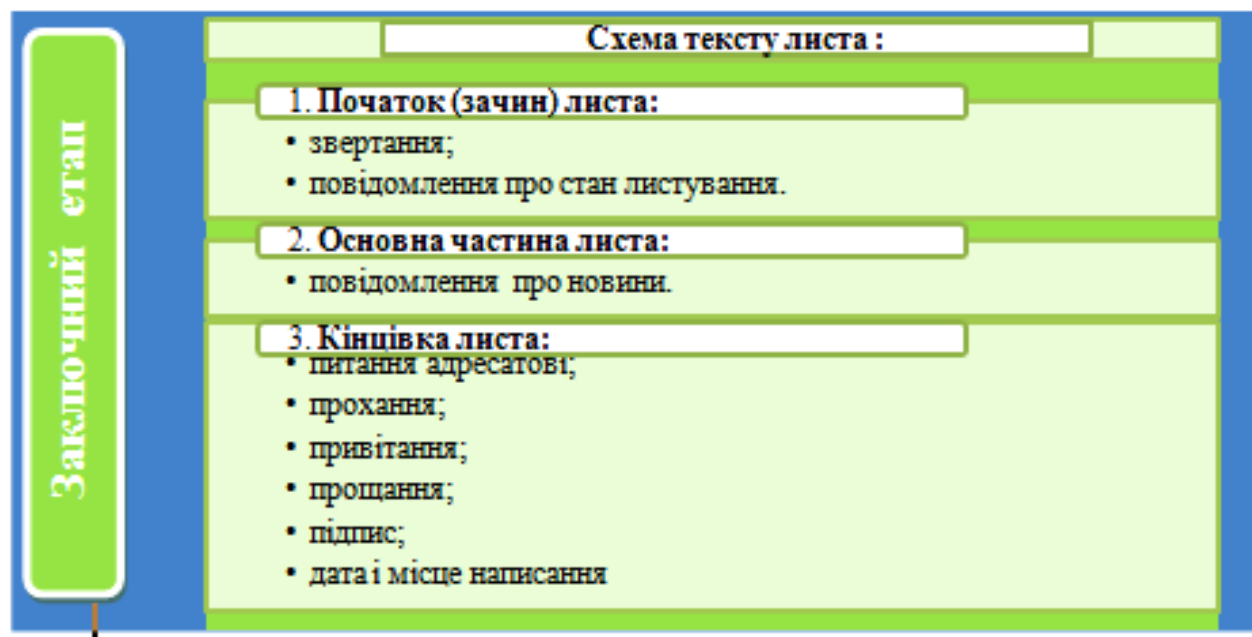 Заключний етап
Схема тексту листа :
1. Початок (зачин) листа:
• звертання;
• повідомлення про стан листування.
2. Основна частина листа:
• повідомлення про новини.
3. Кінцівка листа:
• питання адресатові;
• прохання;
• привітання;
• прощання;
• підпис;
• дата і місце написання